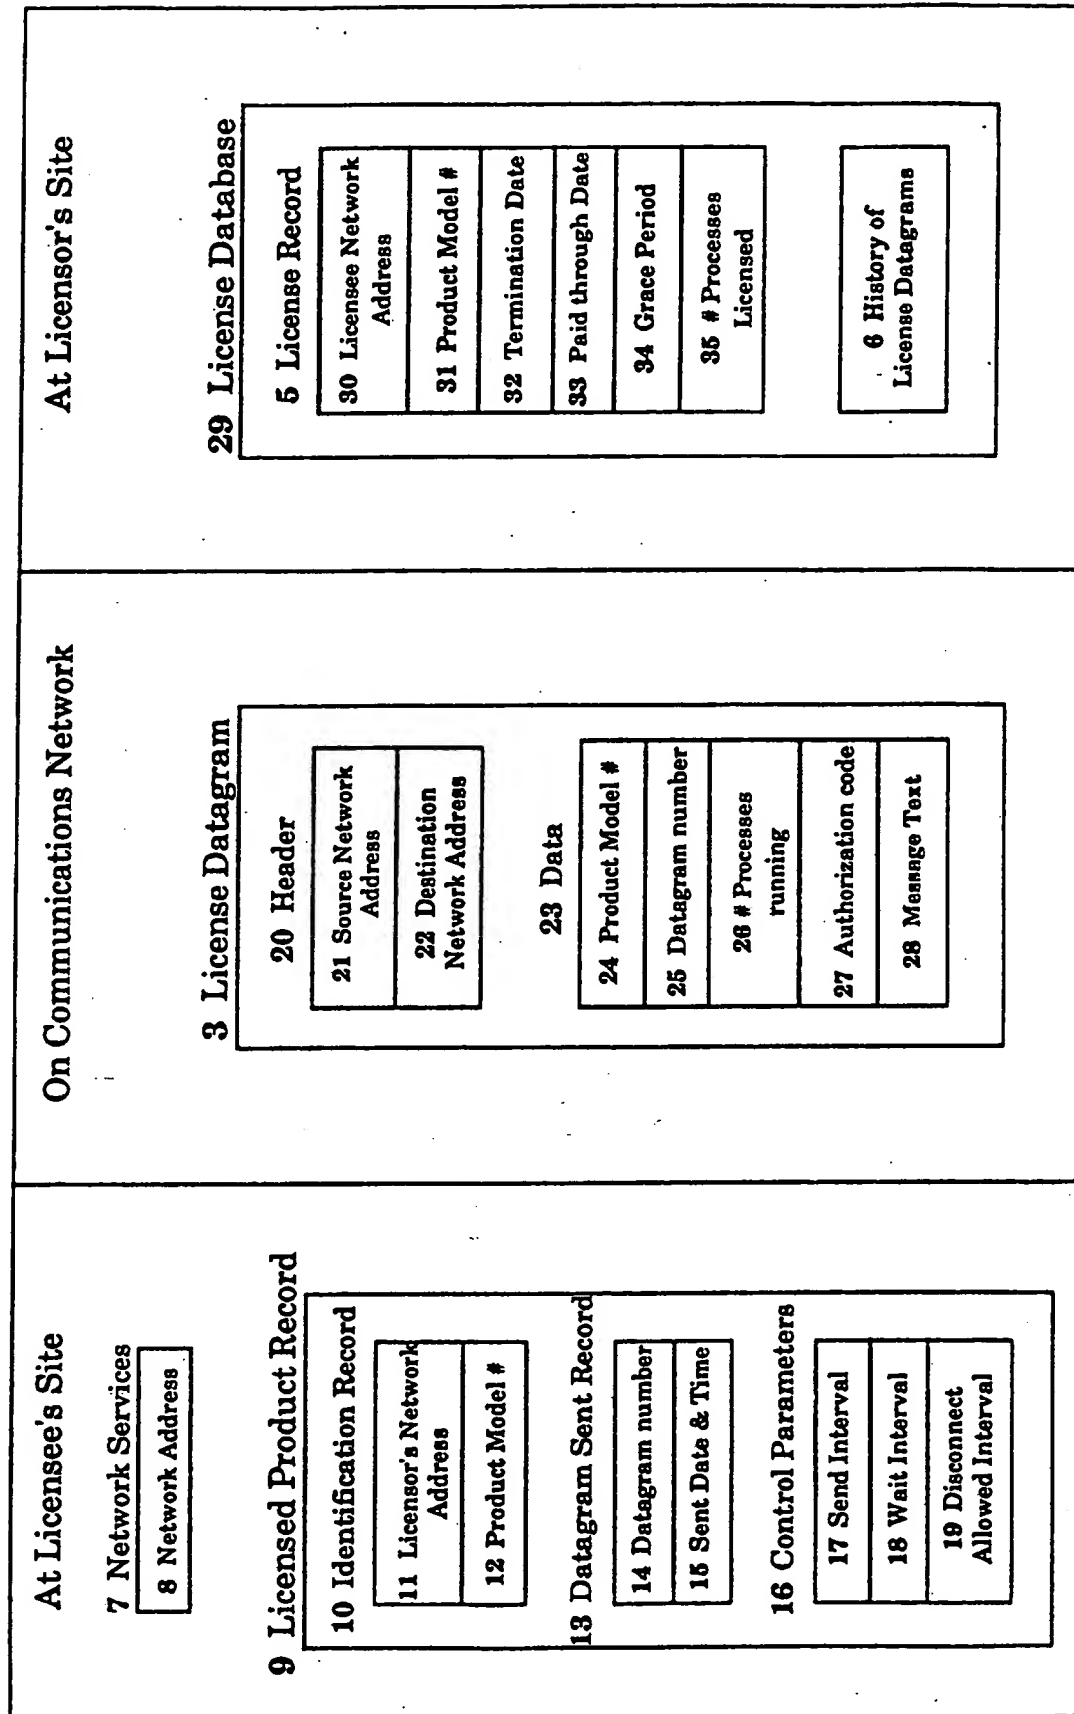 At Licensee's Site
7 Network Services
8 Network Address
9 Licensed Product Record
10 Identification Record
11 Licensor's Network
Address
12 Product Model #
13 Datagram Sent Record
14 Datagram number
15 Sent Date & Time
16 Control Parameters
17 Send Interval
18 Wait Interval
19 Disconnect
Allowed Interval
On Communications Network
3 License Datagram
20 Header
21 Source Network
Address
22 Destination
Network Address
23 Data
24 Product Model #
25 Datagram number
26 # Processes
running
27 Authorization code
28 Message Text
At Licensor's Site
29 License Database
5 License Record
30 Licensee Network
Address
31 Product Model #
32 Termination Date
33 Paid through Date
34 Grace Period
35 # Processes
Licensed
6 History of
License Datagrams